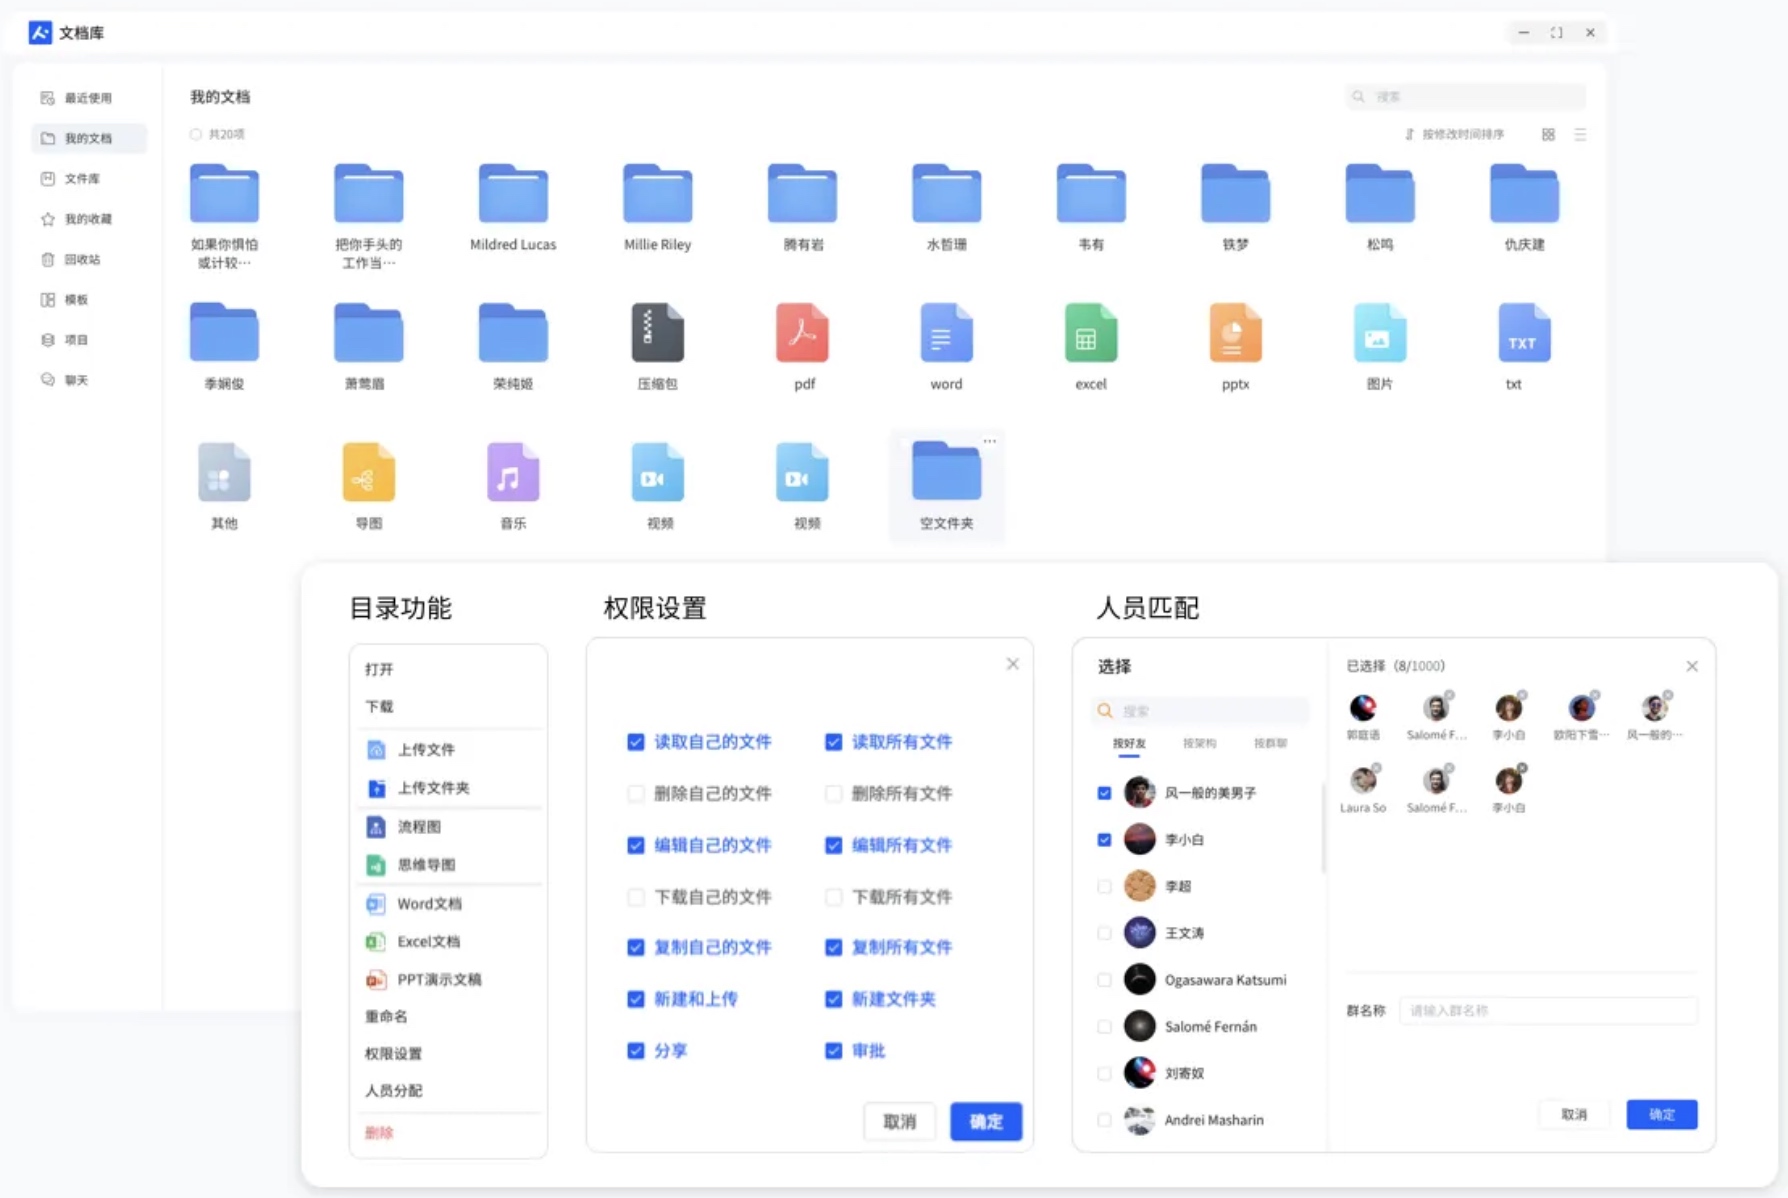 文档库
最近使用
我的文档
文件库
我的收藏
回收站
模板
项目
聊天
我的文档
搜索
共20项
按修改时间排序
如果你惧怕
或计较…
把你手头的
工作当…
Mildred Lucas
Millie Riley
腾有岩
水哲珊
韦有
铁梦
松鸣
仇庆建
季娴俊
萧莺眉
荣纯姬
压缩包
pdf
word
excel
pptx
图片
TXT
txt
其他
导图
音乐
视频
视频
空文件夹
目录功能
打开
下载
上传文件
上传文件夹
流程图
思维导图
Word文档
Excel文档
PPT演示文稿
重命名
权限设置
人员分配
删除
权限设置
读取自己的文件
读取所有文件
删除自己的文件
删除所有文件
编辑自己的文件
编辑所有文件
下载自己的文件
下载所有文件
复制自己的文件
复制所有文件
新建和上传
新建文件夹
分享
审批
取消
确定
人员匹配
选择
搜索
按好友
按架构
按群聊
风一般的美男子
李小白
李超
王文涛
Ogasawara Katsumi
Salomé Fernán
刘寄奴
Andrei Masharin
已选择（8/1000）
郭庭语
Salomé F...
李小白
欧阳下雪…
风一般的…
Laura So
Salomé F...
李小白
群名称
请输入群名称
取消
确定